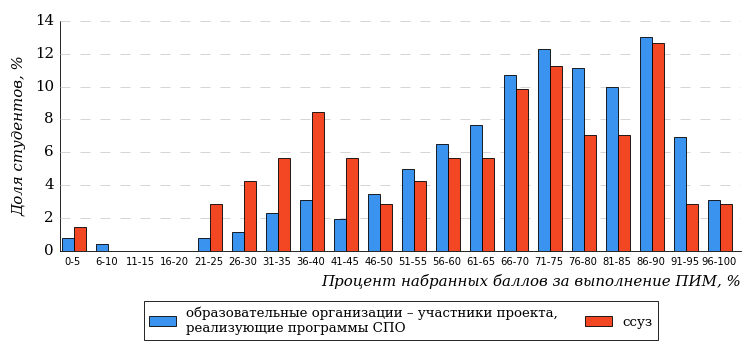 Доля студентов, %
14
12
10
8
6
4
2
0
0-5 6-10 11-15 16-20 21-25 26-30 31-35 36-40 41-45 46-50 51-55 56-60 61-65 66-70 71-75 76-80 81-85 86-90 91-95 96-100
Процент набранных баллов за выполнение ПИМ, %
образовательные организации – участники проекта,
реализующие программы СПО
ссуз